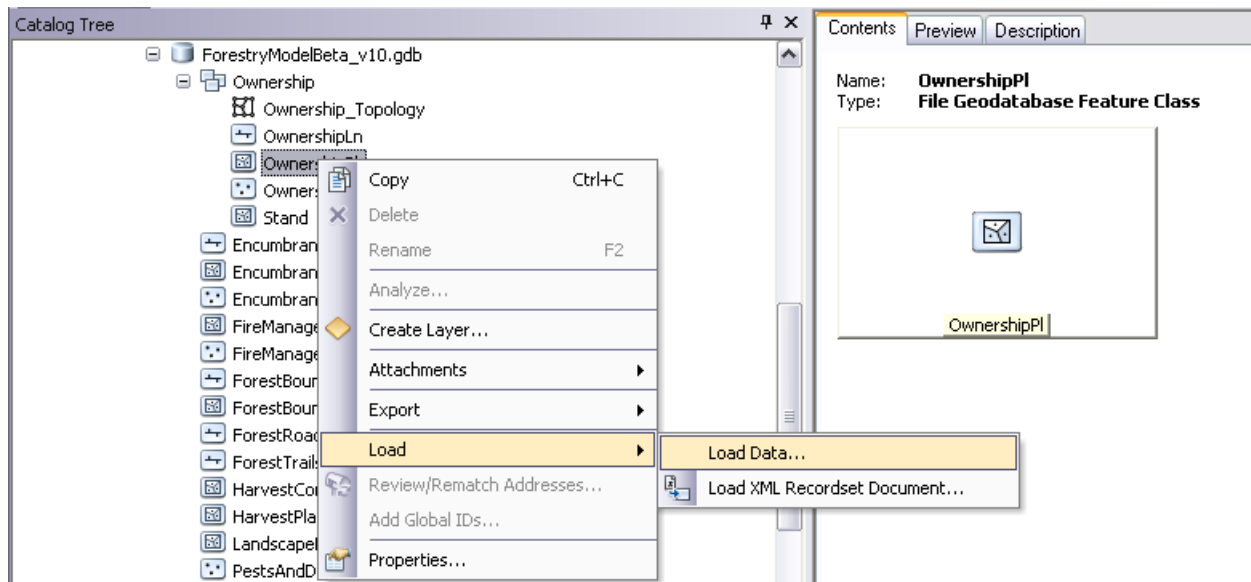 Catalog Tree
ForestryModelBeta_v10.gdb
Ownership
Ownership_Topology
OwnershipLn
Stand
Copy Ctrl+C
Delete
Rename F2
Analyze...
Create Layer...
Attachments
Export
Load
Review/Rematch Addresses...
Add Global IDs...
Properties...
Load Data...
Load XML Recordset Document...
Contents Preview Description
Name: OwnershipPl
Type: File Geodatabase Feature Class
OwnershipPl